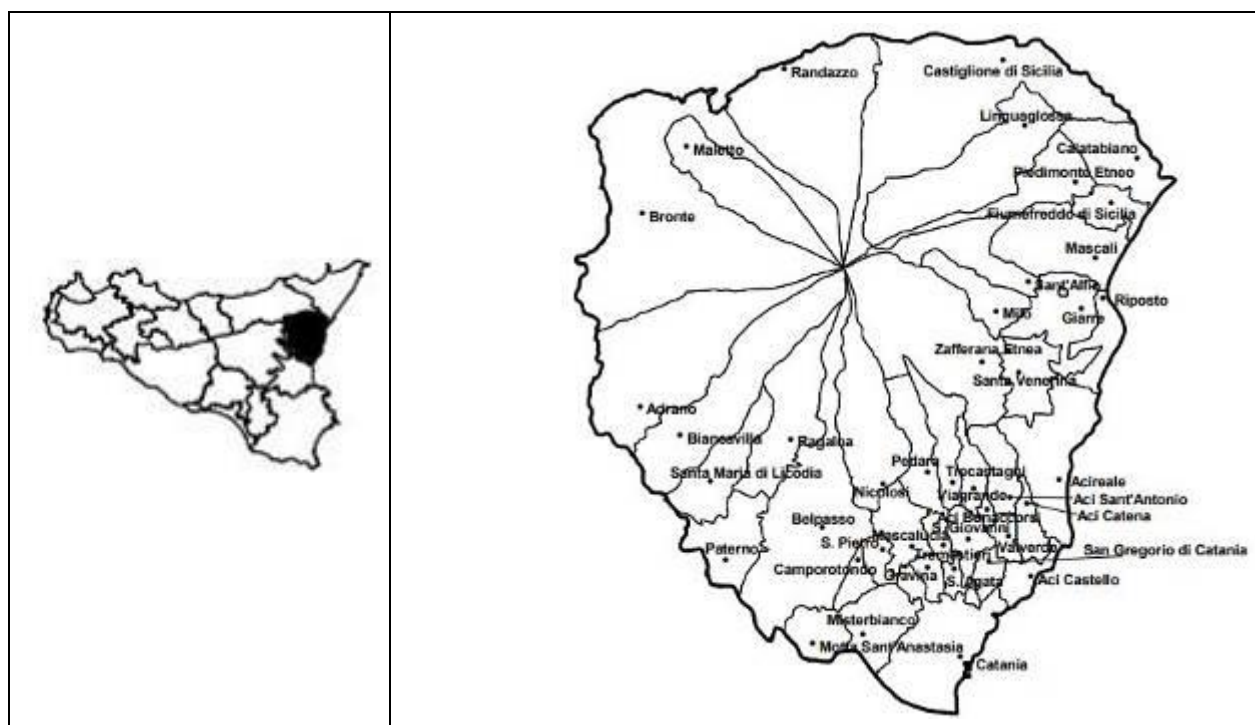 Randazzo
Castiglione di Sicilia
Linguaglossa
Maletto
Calatabiano
Piedimonte Etneo
Bronte
Fiumefreddo di Sicilia
Mascali
Sant'Alfio
Riposto
Milo
Giarre
Zafferana Etnea
Santa Venerina
Adrano
Biancavilla
Ragalna
Pedara
Trecastagni
Santa Maria di Licodia
Acireale
Nicolosi
Viagrande
Aci Sant'Antonio
Aci Bonaccorsi
Aci Catena
Belpasso
S. Giovanni
Mascalucia
S. Pietro
Valverde
Paterno
Tremestieri
San Gregorio di Catania
Camporotondo
Gravina
S. Agata
Aci Castello
Misterbianco
Motta Sant'Anastasia
Catania